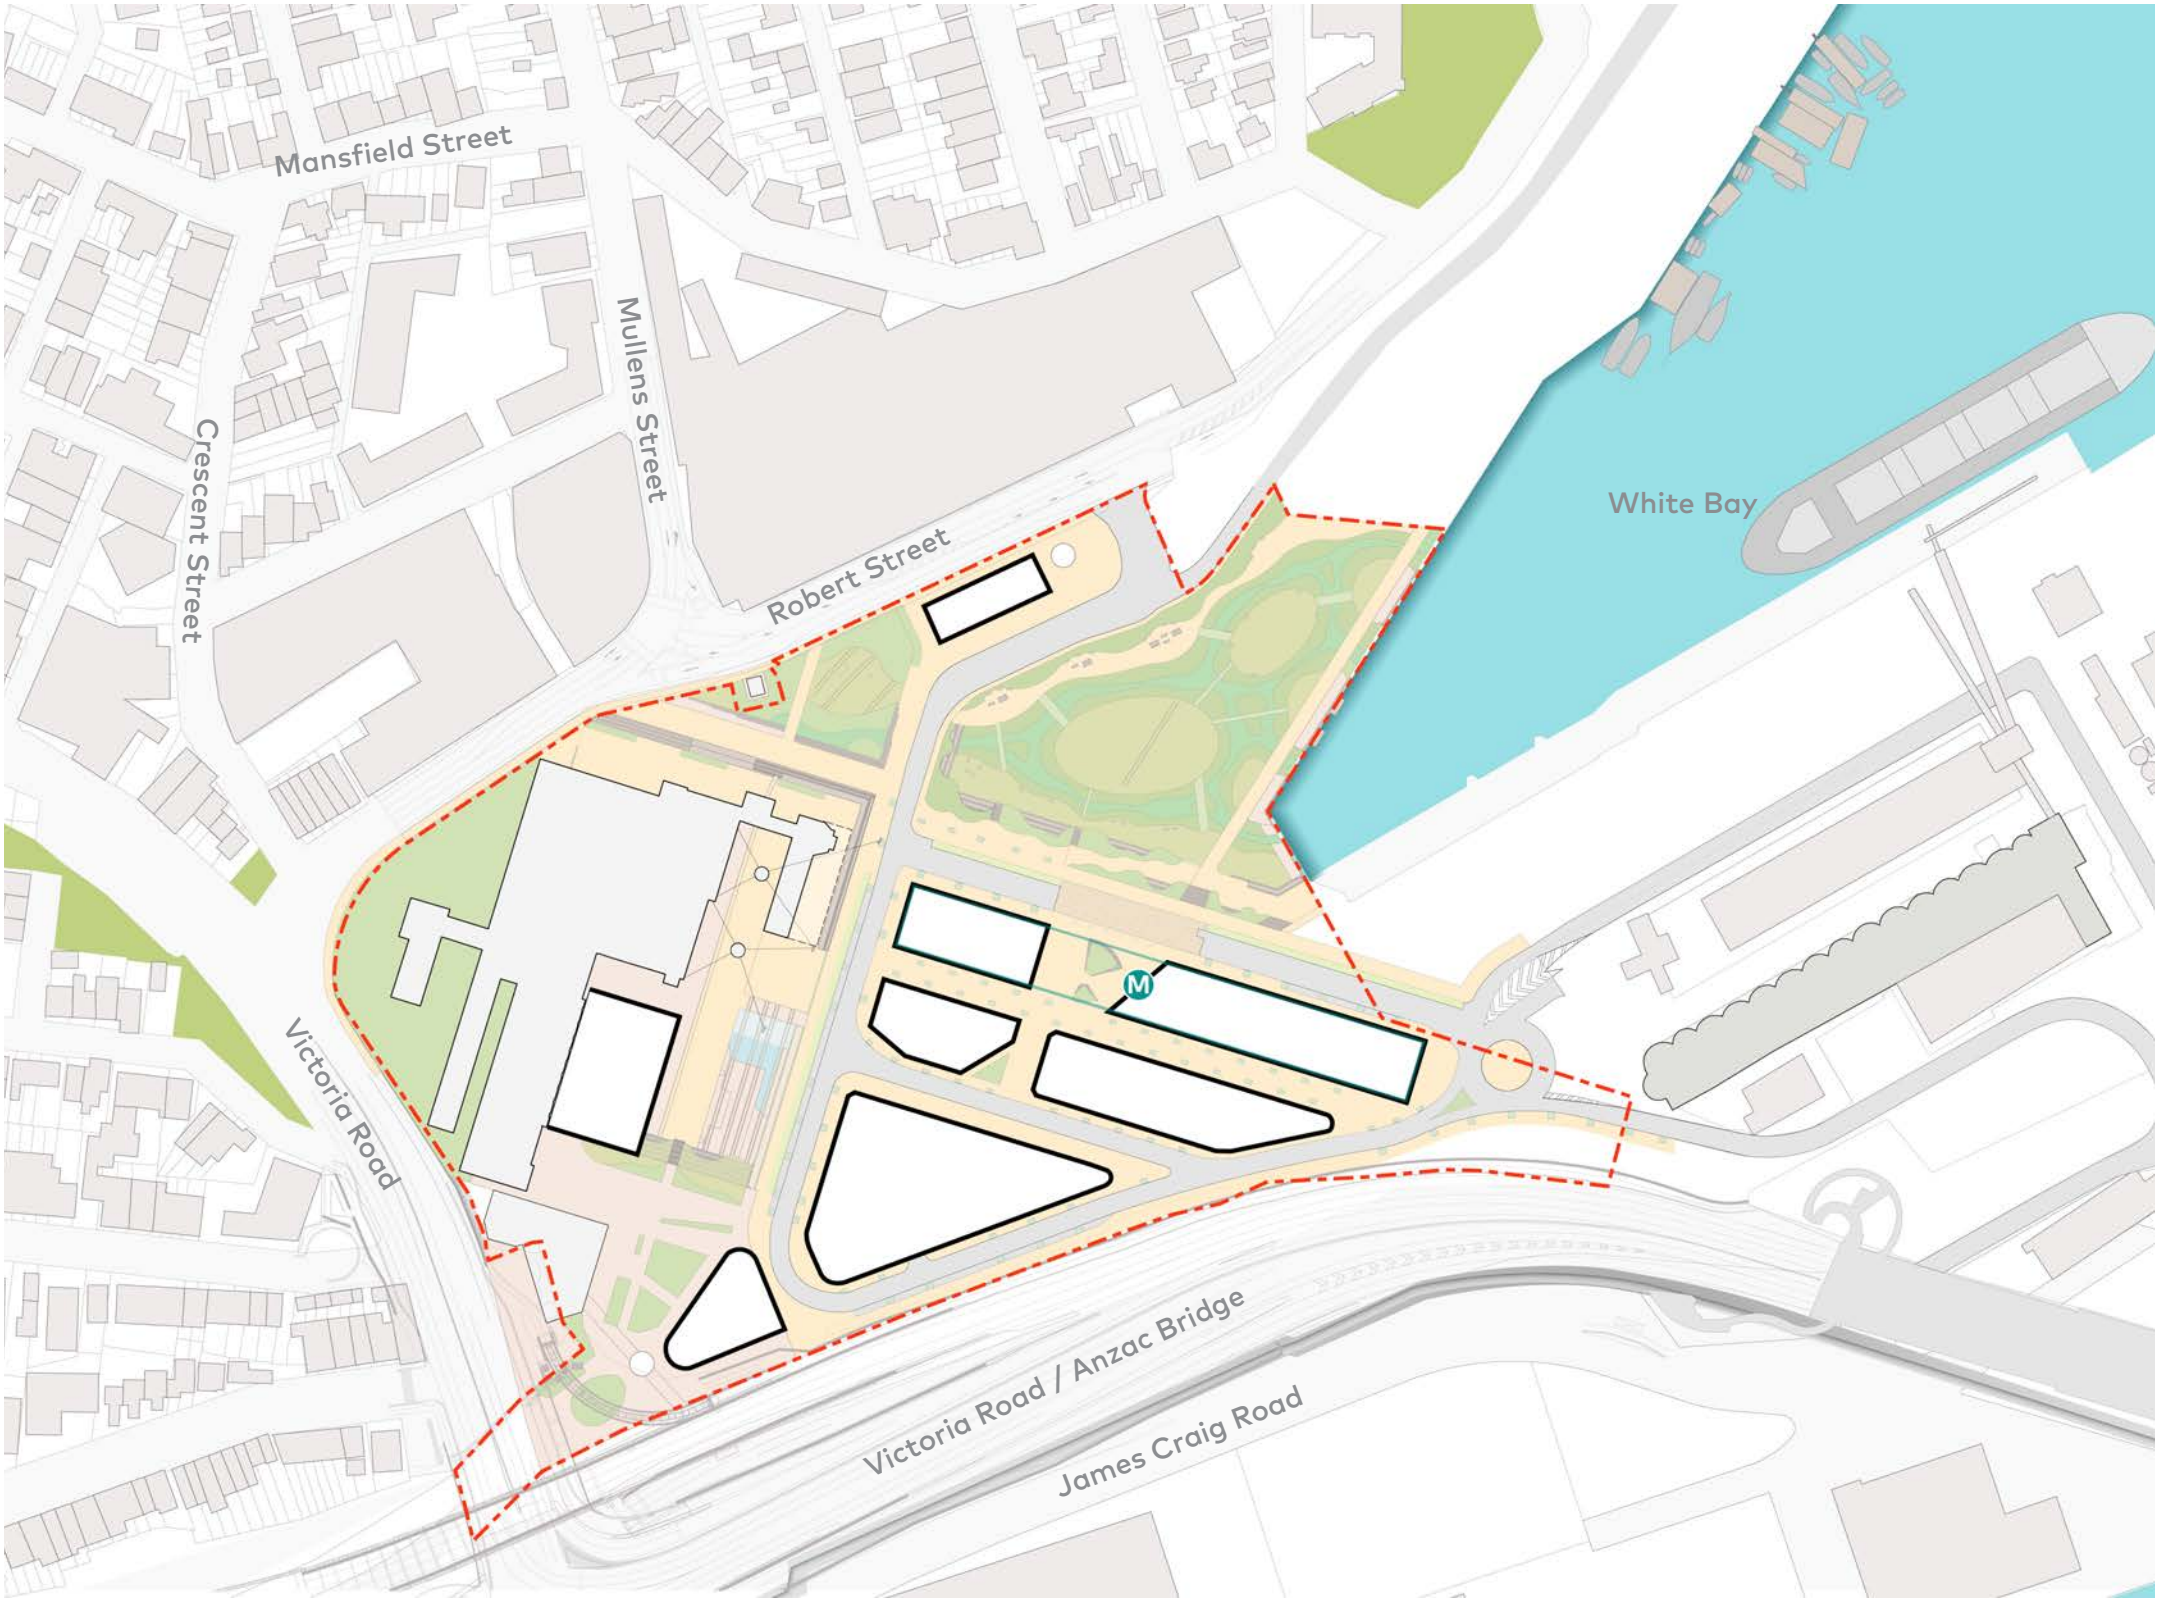 Mansfield Street
Mullens Street
Crescent Street
White Bay
Robert Street
M
Victoria Road
Victoria Road / Anzac Bridge
James Craig Road